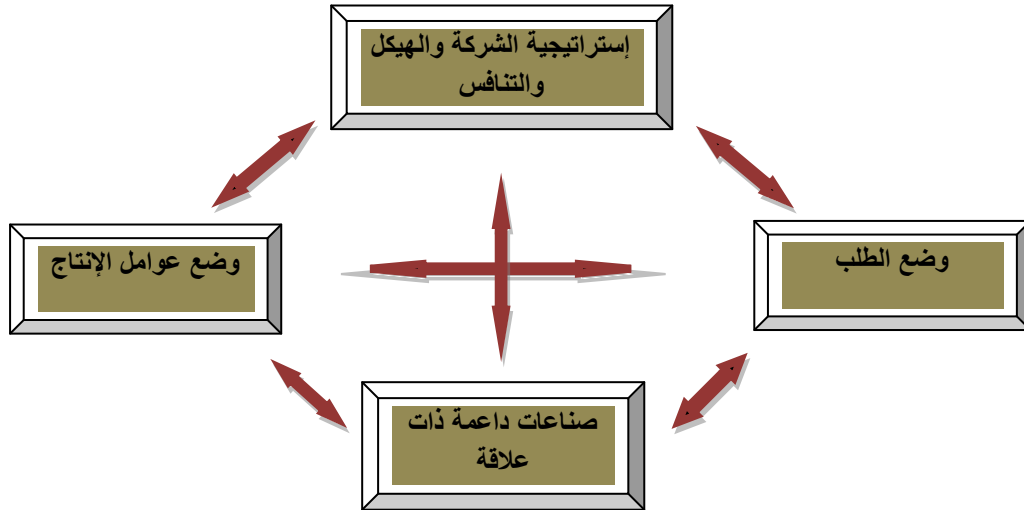 إستراتيجية الشركة والهيكل
والتنافس
وضع الطلب
وضع عوامل الإنتاج
صناعات داعمة ذات
علاقة